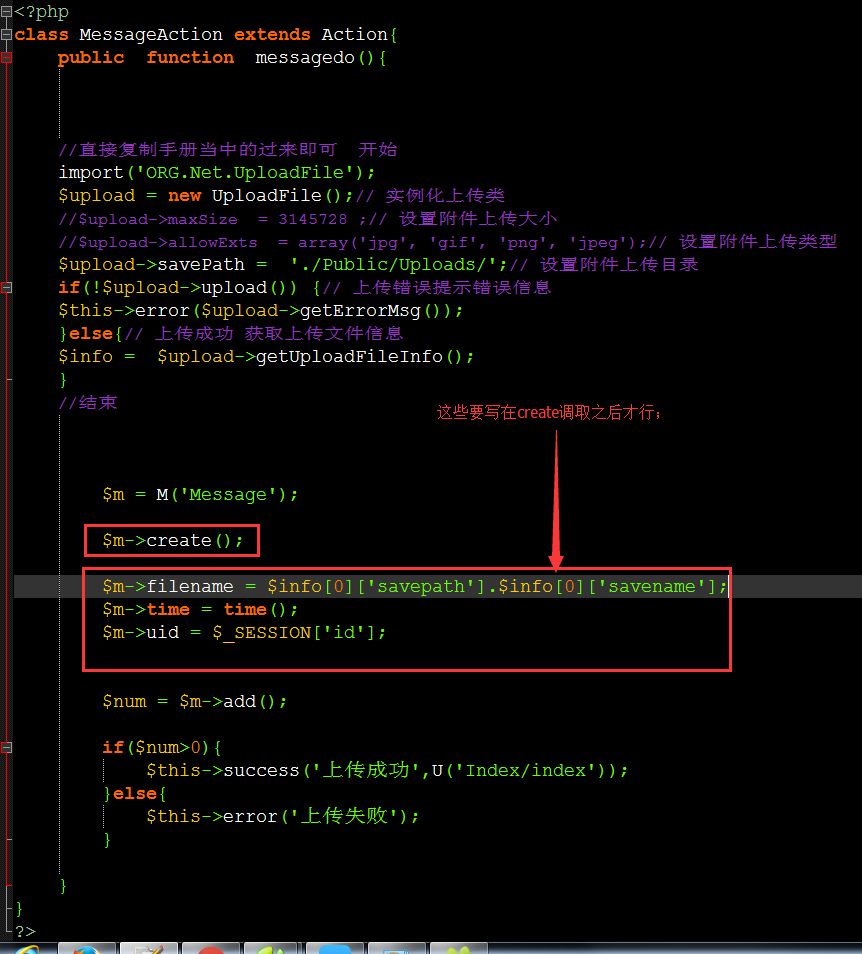 <?php
class MessageAction extends Action{
public  function  messagedo(){
//直接复制手册当中的过来即可  开始
import('ORG.Net.UploadFile');
$upload = new UploadFile();// 实例化上传类
//$upload->maxSize  = 3145728 ;// 设置附件上传大小
//$upload->allowExts  = array('jpg', 'gif', 'png', 'jpeg');// 设置附件上传类型
$upload->savePath =  './Public/Uploads/';// 设置附件上传目录
if(!$upload->upload()) {// 上传错误提示错误信息
$this->error($upload->getErrorMsg());
}else{// 上传成功 获取上传文件信息
$info =  $upload->getUploadFileInfo();
}
//结束
这些要写在create调取之后才行；
$m = M('Message');
$m->create();
$m->filename = $info[0]['savepath'].$info[0]['savename'];
$m->time = time();
$m->uid = $_SESSION['id'];
$num = $m->add();
if($num>0){
$this->success('上传成功',U('Index/index'));
}else{
$this->error('上传失败');
}
}
}
?>